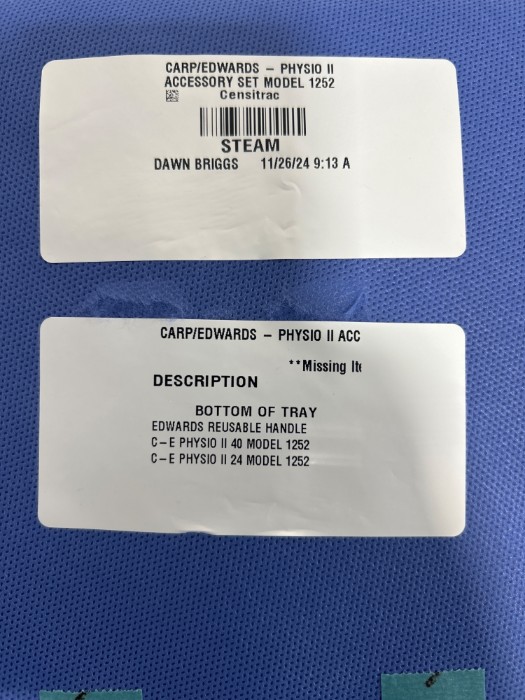 CARP/EDWARDS – PHYSIO II
ACCESSORY SET MODEL 1252
Censitrac
STEAM
DAWN BRIGGS 11/26/24 9:13 A
CARP/EDWARDS – PHYSIO II ACC
**Missing Ite
DESCRIPTION
BOTTOM OF TRAY
EDWARDS REUSABLE HANDLE
C–E PHYSIO II 40 MODEL 1252
C–E PHYSIO II 24 MODEL 1252